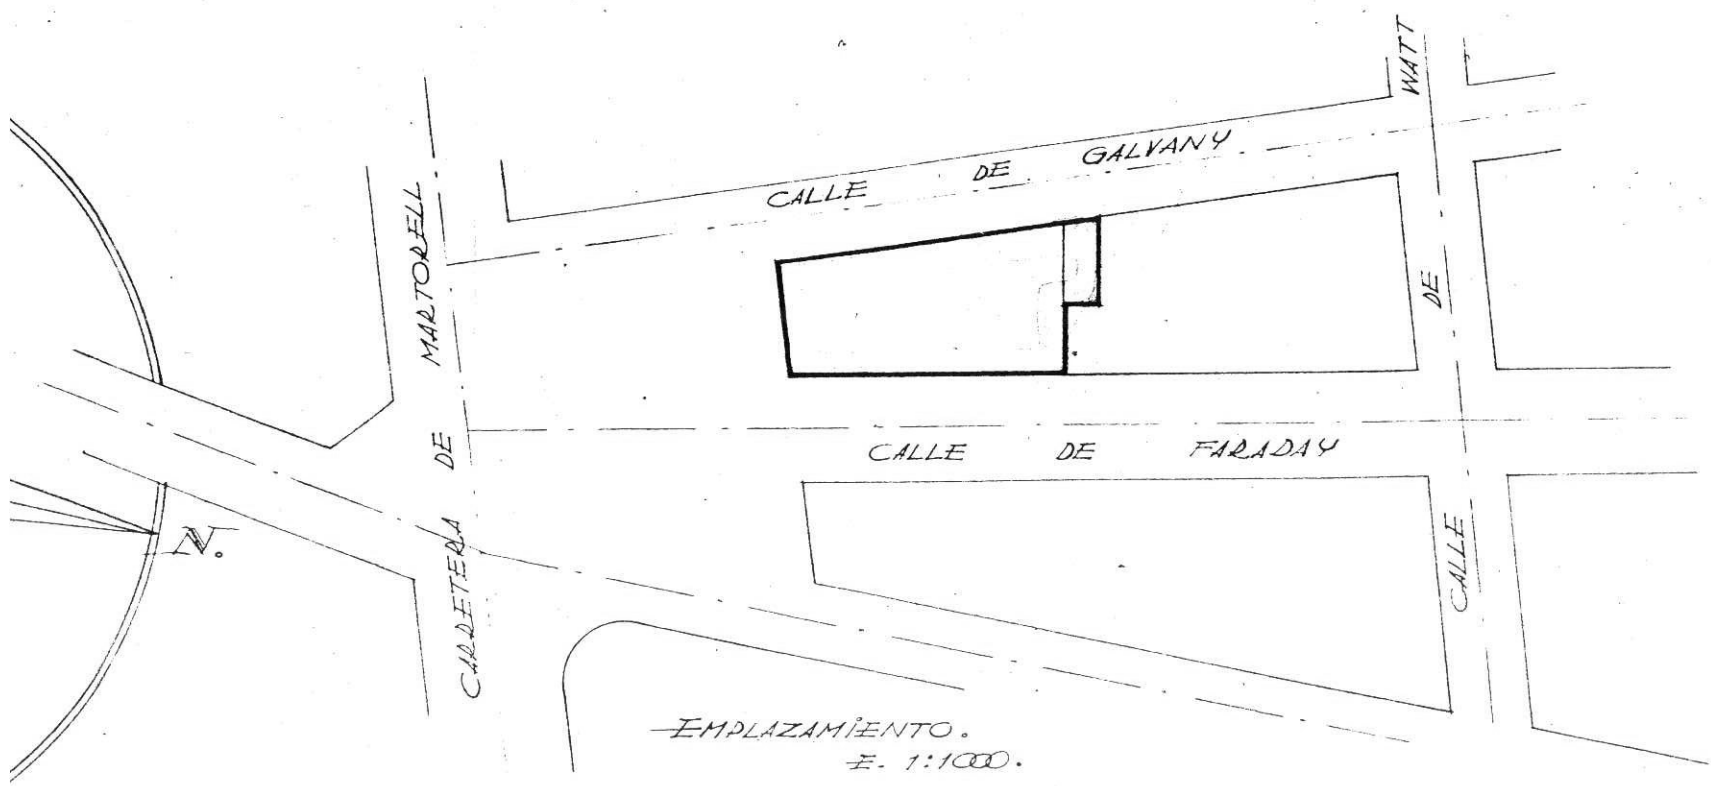 CALLE DE GALVANY
CALLE DE WATT
CARRETERA DE MARTORELL
CALLE DE FARADAY
N.
EMPLAZAMIENTO.
E. 1:1000.